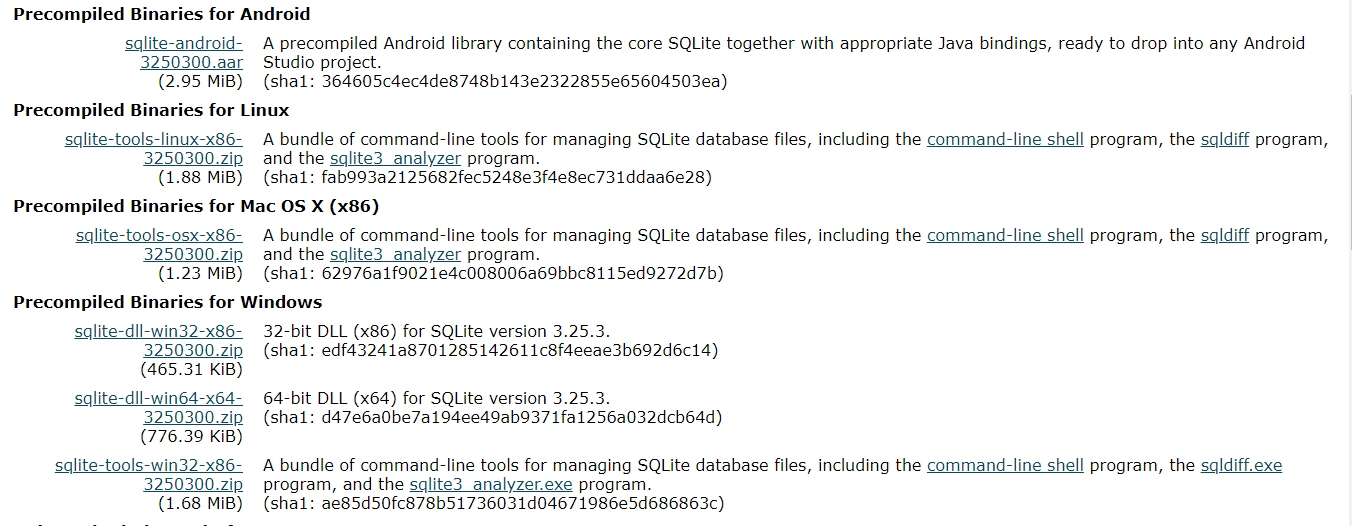 Precompiled Binaries for Android
sqlite-android- A precompiled Android library containing the core SQLite together with appropriate Java bindings, ready to drop into any Android
3250300.aar Studio project.
(2.95 MiB) (sha1: 364605c4ec4de8748b143e2322855e65604503ea)
Precompiled Binaries for Linux
sqlite-tools-linux-x86- A bundle of command-line tools for managing SQLite database files, including the command-line shell program, the sqldiff program,
3250300.zip and the sqlite3_analyzer program.
(1.88 MiB) (sha1: fab993a2125682fec5248e3f4e8ec731ddaa6e28)
Precompiled Binaries for Mac OS X (x86)
sqlite-tools-osx-x86- A bundle of command-line tools for managing SQLite database files, including the command-line shell program, the sqldiff program,
3250300.zip and the sqlite3_analyzer program.
(1.23 MiB) (sha1: 62976a1f9021e4c008006a69bbc8115ed9272d7b)
Precompiled Binaries for Windows
sqlite-dll-win32-x86- 32-bit DLL (x86) for SQLite version 3.25.3.
3250300.zip (sha1: edf43241a8701285142611c8f4eeae3b692d6c14)
(465.31 KiB)
sqlite-dll-win64-x64- 64-bit DLL (x64) for SQLite version 3.25.3.
3250300.zip (sha1: d47e6a0be7a194ee49ab9371fa1256a032dcb64d)
(776.39 KiB)
sqlite-tools-win32-x86- A bundle of command-line tools for managing SQLite database files, including the command-line shell program, the sqldiff.exe
3250300.zip program, and the sqlite3_analyzer.exe program.
(1.68 MiB) (sha1: ae85d50fc878b51736031d04671986e5d686863c)